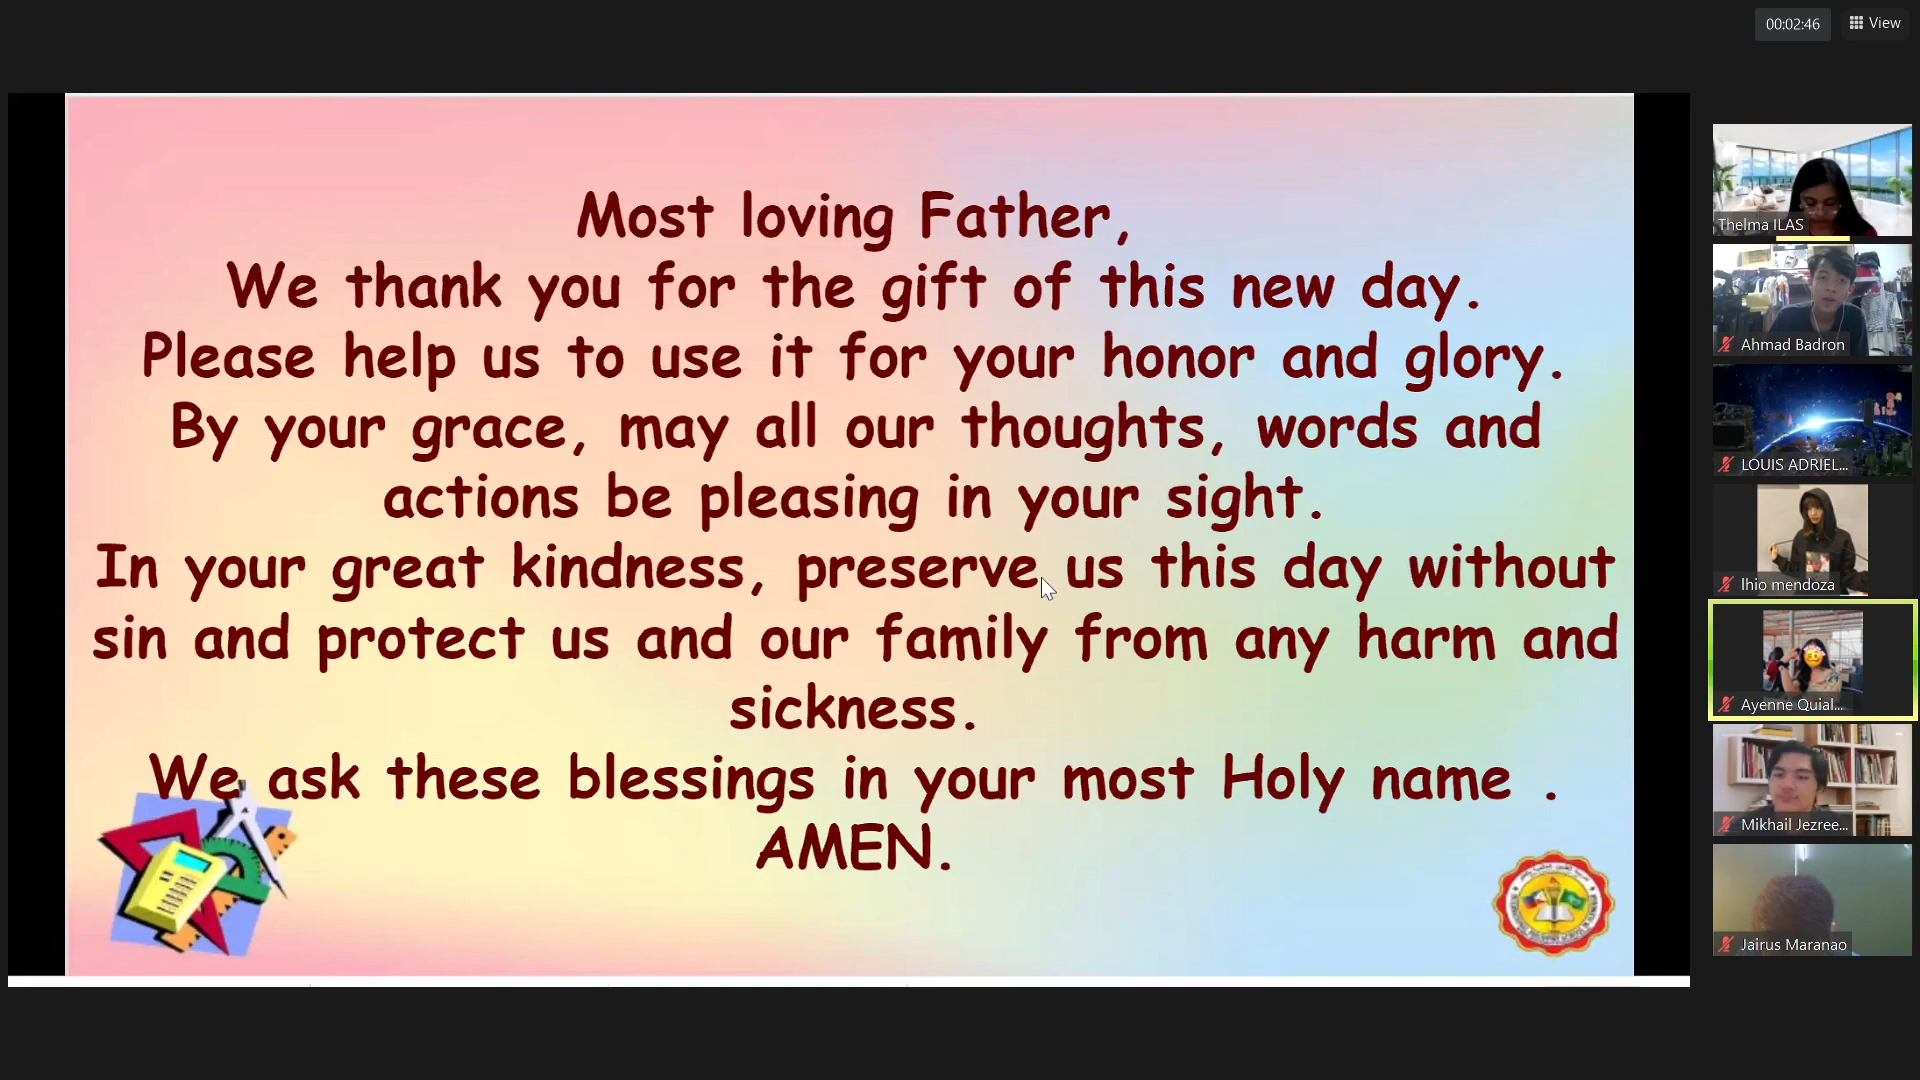 00:02:46
View
Most loving Father,
We thank you for the gift of this new day.
Please help us to use it for your honor and glory.
By your grace, may all our thoughts, words and
actions be pleasing in your sight.
In your great kindness, preserve us this day without
sin and protect us and our family from any harm and
sickness.
We ask these blessings in your most Holy name .
AMEN.
Thelma ILAS
Ahmad Badron
LOUIS ADRIEL...
Ihio mendoza
Ayenne Quial...
Mikhail Jezree...
Jairus Maranao